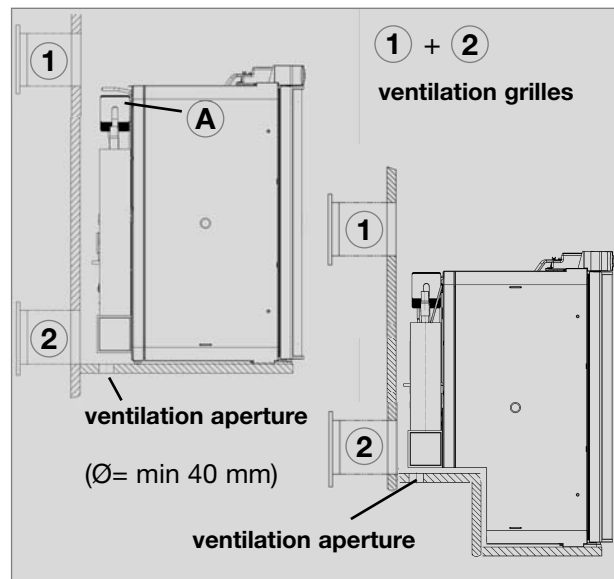 1
1 + 2
ventilation grilles
A
1
2
ventilation aperture
2
(Ø= min 40 mm)
ventilation aperture